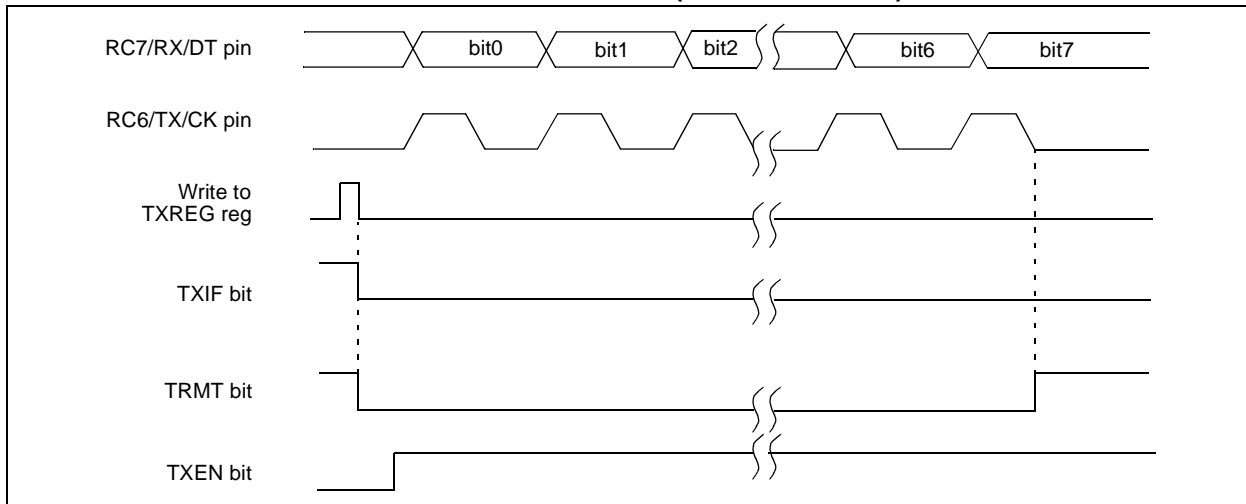 RC7/RX/DT pin
bit0 bit1 bit2 bit6 bit7
RC6/TX/CK pin
Write to
TXREG reg
TXIF bit
TRMT bit
TXEN bit